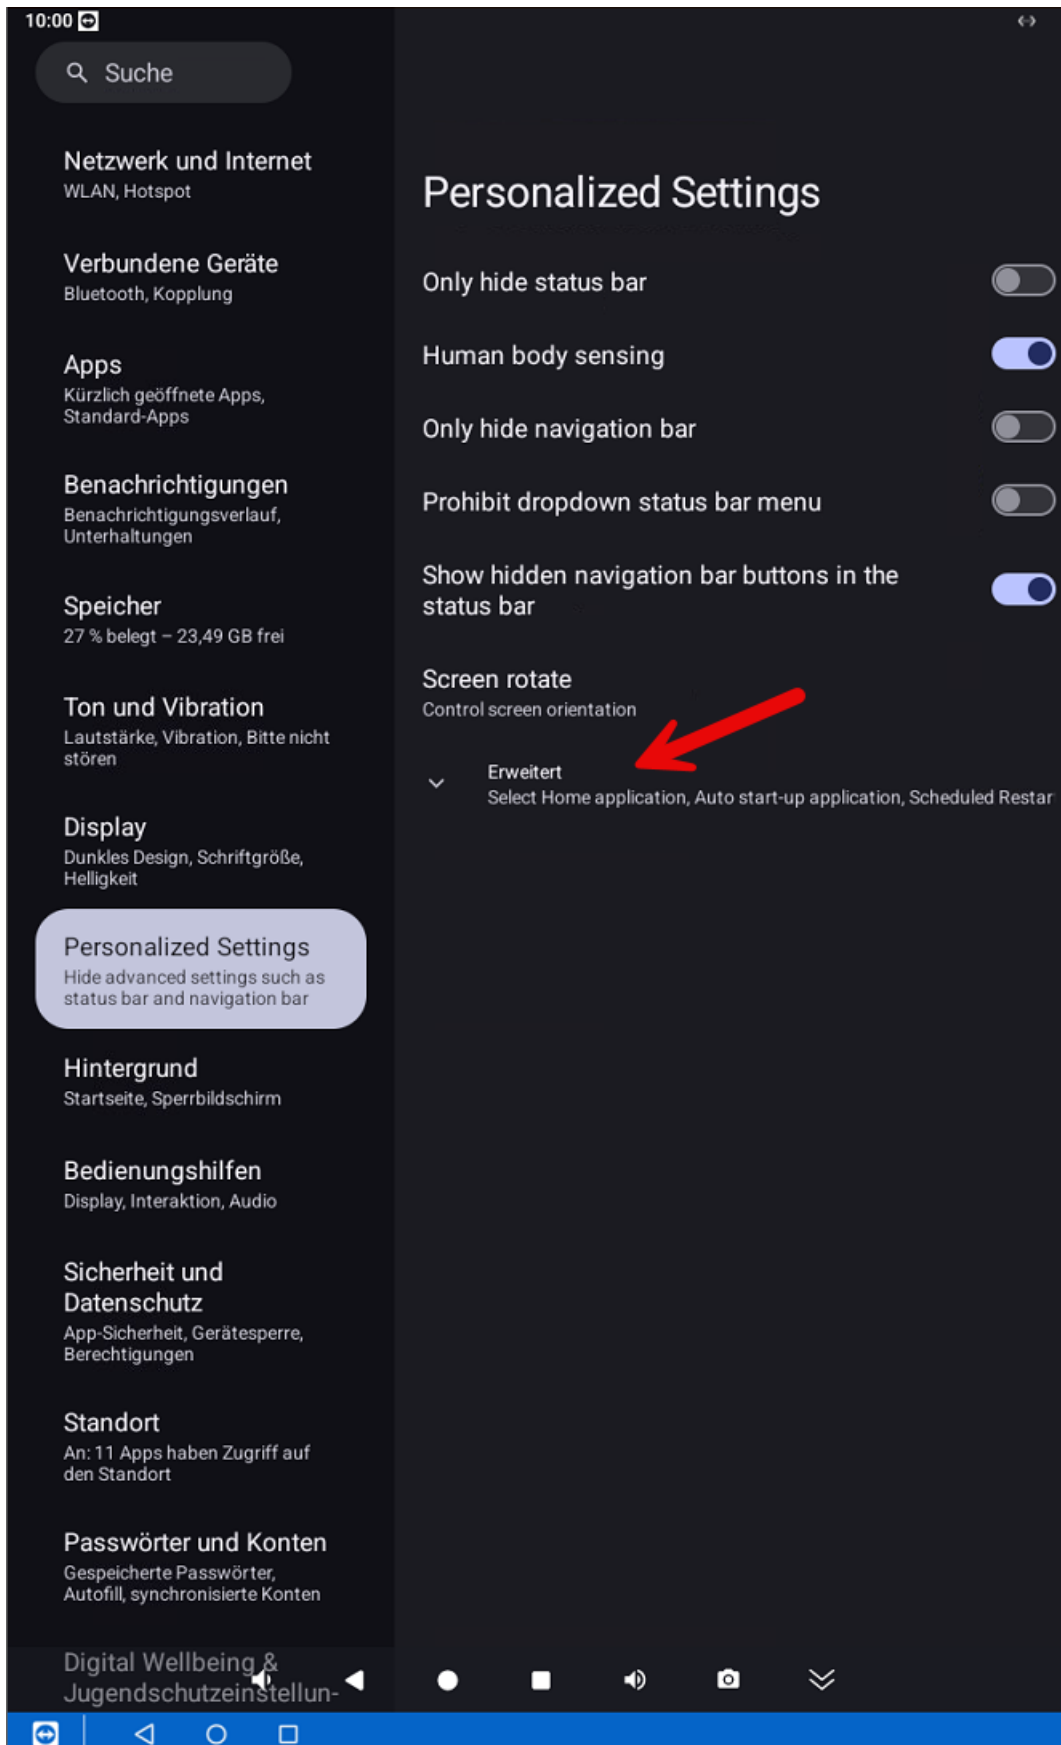 10:00
Suche
Netzwerk und Internet
WLAN, Hotspot
Verbundene Geräte
Bluetooth, Kopplung
Apps
Kürzlich geöffnete Apps,
Standard-Apps
Benachrichtigungen
Benachrichtigungsverlauf,
Unterhaltungen
Speicher
27 % belegt – 23,49 GB frei
Ton und Vibration
Lautstärke, Vibration, Bitte nicht
stören
Display
Dunkles Design, Schriftgröße,
Helligkeit
Personalized Settings
Hide advanced settings such as
status bar and navigation bar
Hintergrund
Startseite, Sperrbildschirm
Bedienungshilfen
Display, Interaktion, Audio
Sicherheit und
Datenschutz
App-Sicherheit, Gerätesperre,
Berechtigungen
Standort
An: 11 Apps haben Zugriff auf
den Standort
Passwörter und Konten
Gespeicherte Passwörter,
Autofill, synchronisierte Konten
Digital Wellbeing &
Jugendschutzeinstellun-
Personalized Settings
Only hide status bar
Human body sensing
Only hide navigation bar
Prohibit dropdown status bar menu
Show hidden navigation bar buttons in the
status bar
Screen rotate
Control screen orientation
Erweitert
Select Home application, Auto start-up application, Scheduled Restar